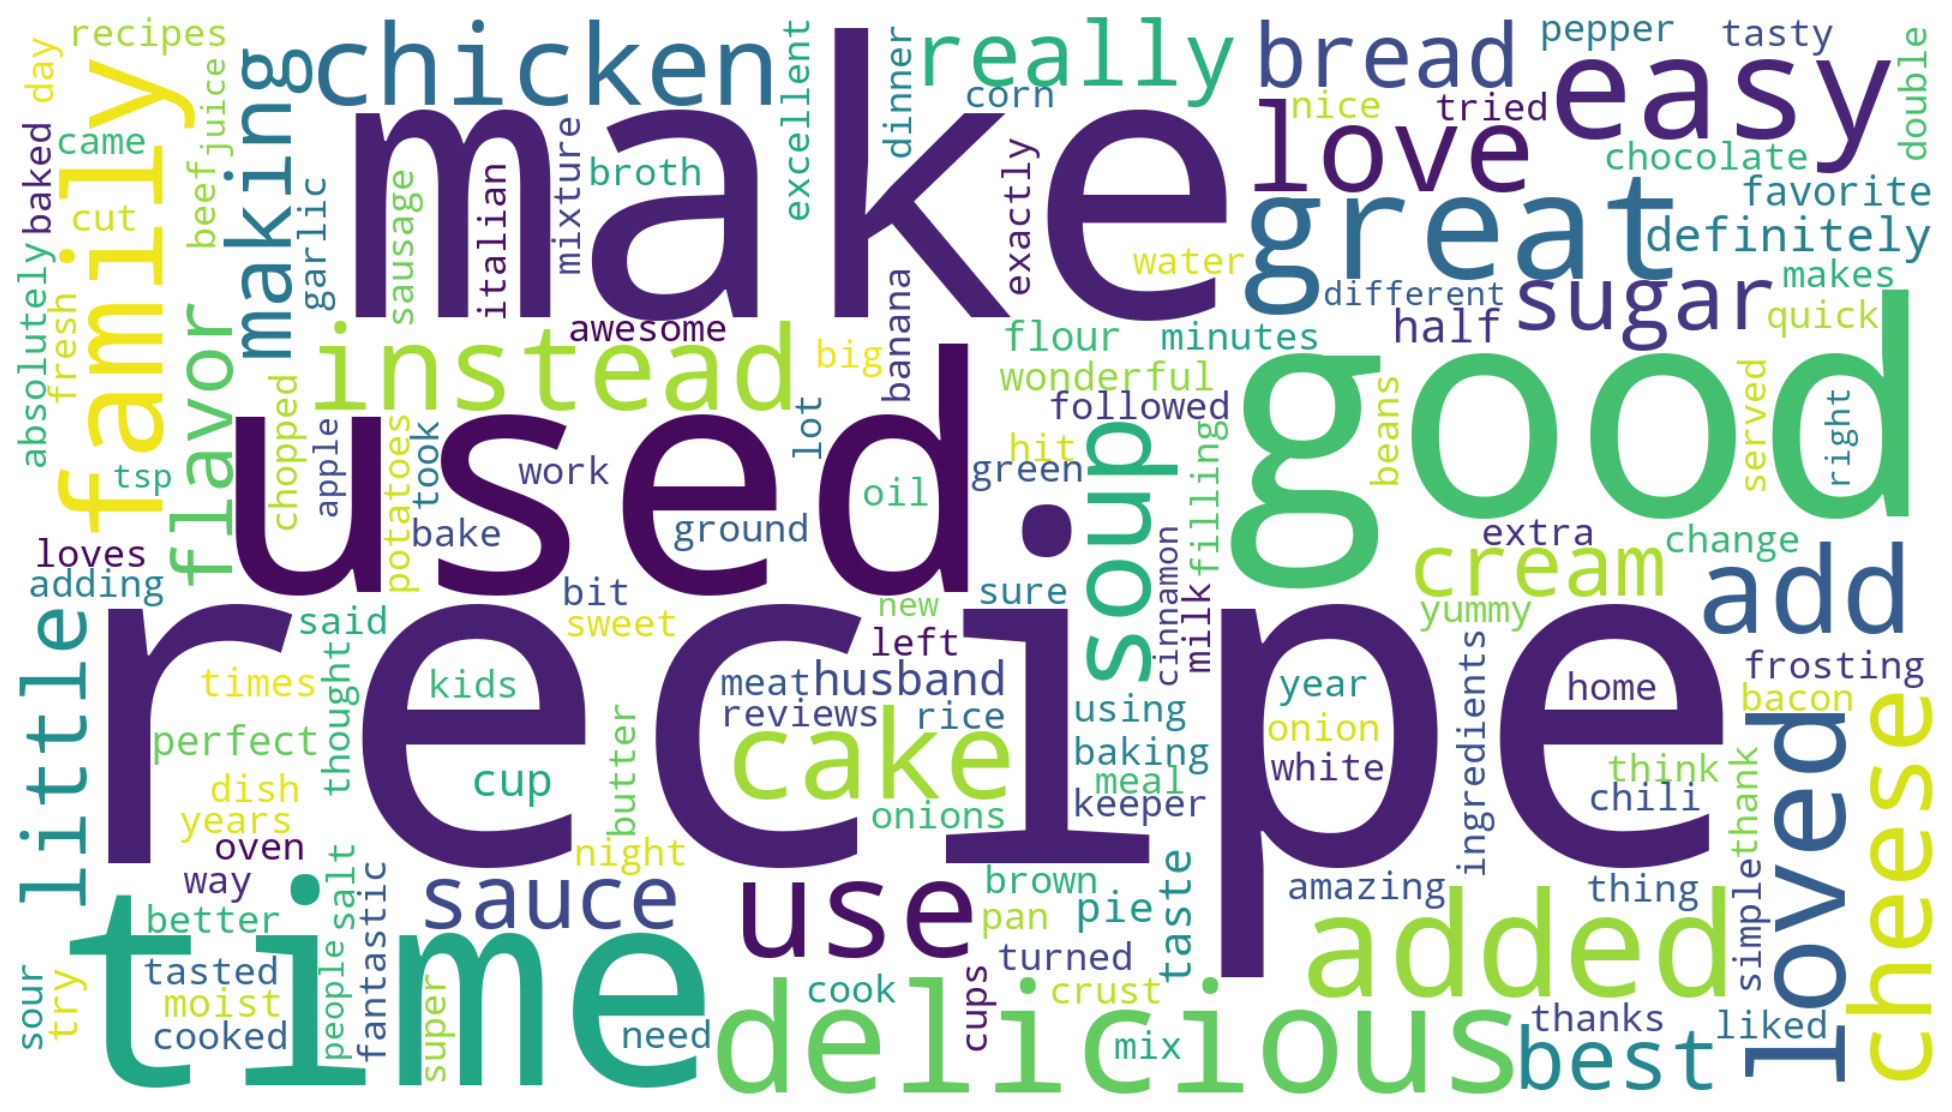 recipes
chicken
really
bread
pepper
tasty
easy
double
day
family
juice
making
make
excellent
dinner
corn
love
nice
tried
came
baked
cut
beef
garlic
sausage
italian
mixture
broth
exactly
water
great
chocolate
favorite
definitely
makes
different
sugar
half
quick
absolutely
fresh
flavor
instead
awesome
big
banana
flour
minutes
wonderful
followed
good
beans
served
right
tsp
chopped
apple
potatoes
took
used
work
lot
oil
green
hit
soup
filling
bake
ground
extra
change
cream
add
loves
adding
bit
sweet
new
sure
left
cinnamon
milk
yummy
said
little
recipe
times
thought
kids
meat
husband
reviews
rice
using
year
onion
white
home
ingredients
frosting
bacon
perfect
cup
butter
cake
baking
meal
keeper
onions
think
chili
thank
dish
years
oven
night
way
better
salt
time
sauce
use
brown
pan
pie
taste
amazing
thing
simple
loved
cheese
added
fantastic
people
super
tasted
moist
cooked
sour
try
need
delicious
cook
cups
turned
crust
mix
best
thanks
liked